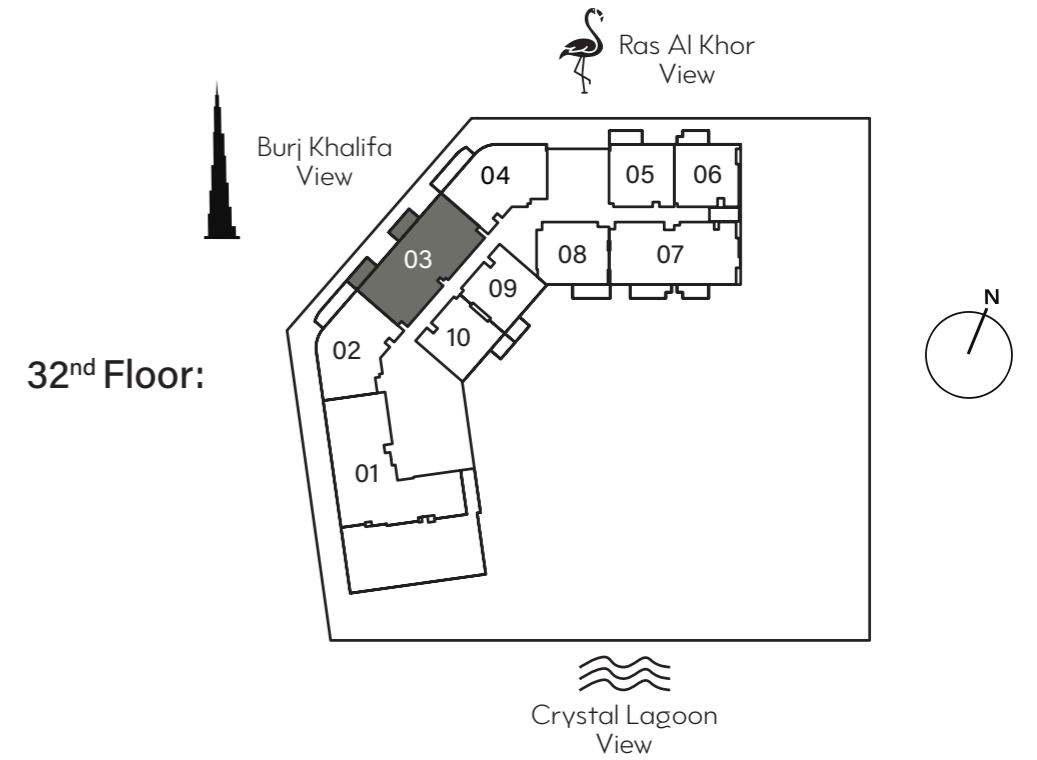 Ras Al Khor
View
Burj Khalifa
View
04
05
06
03
08
07
09
10
02
01
N
32nd Floor:
Crystal Lagoon
View